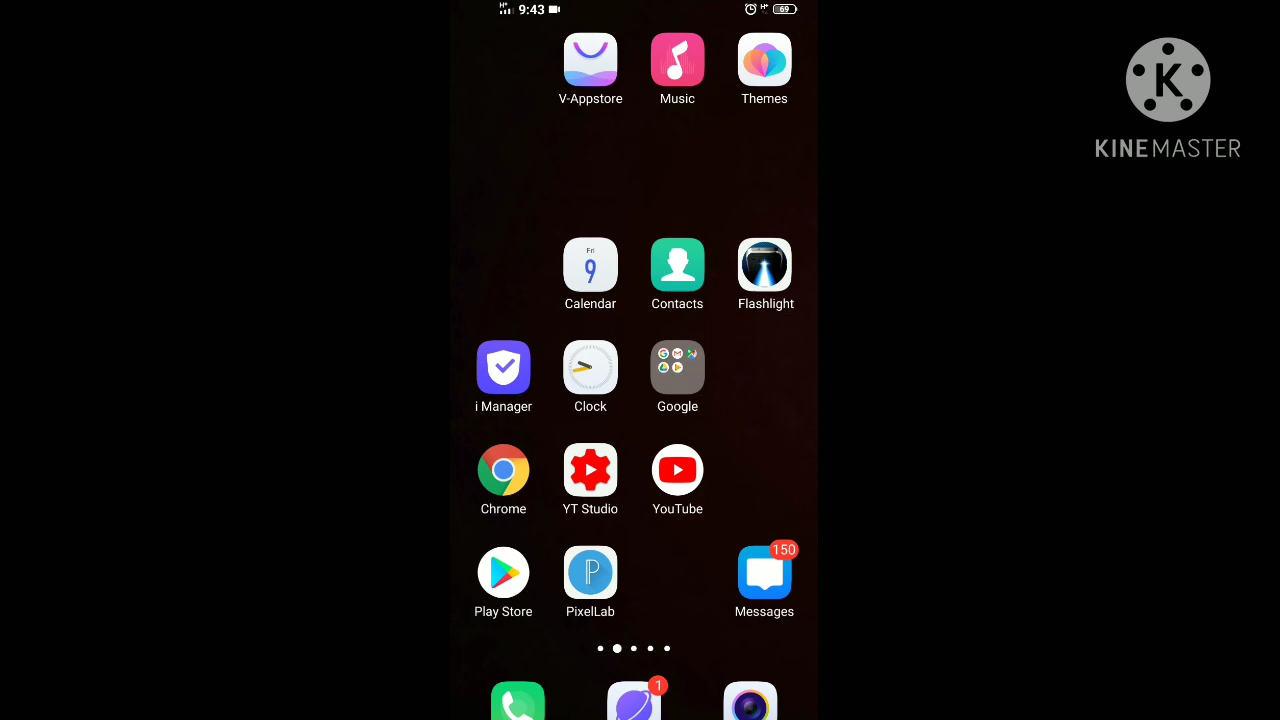 H+ 9:43 H+ 69
V-Appstore Music Themes
KINEMASTER
K
Fri
9
Calendar Contacts Flashlight
i Manager Clock Google
Chrome YT Studio YouTube
150
Play Store PixelLab Messages
1